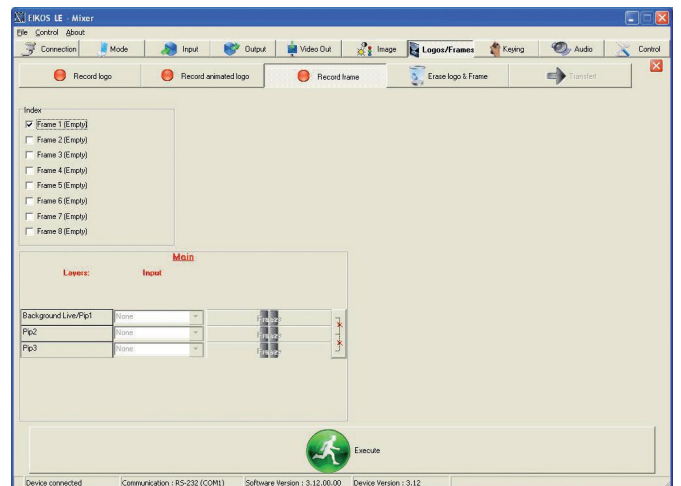 EIKOS LE - Mixer
File Control About
Connection Mode Input Output Video Out Image Logos/Frames Keying Audio Control
Record logo Record animated logo Record frame Erase logo & Frame Transfert
Index
Frame 1 (Empty)
Frame 2 (Empty)
Frame 3 (Empty)
Frame 4 (Empty)
Frame 5 (Empty)
Frame 6 (Empty)
Frame 7 (Empty)
Frame 8 (Empty)
Main
Layers: Input
Background Live/Pip1 None Freeze
Pip2 None Freeze
Pip3 None Freeze
Execute
Device connected Communication : RS-232 (COM1) Software Version : 3.12.00.00 Device Version : 3.12